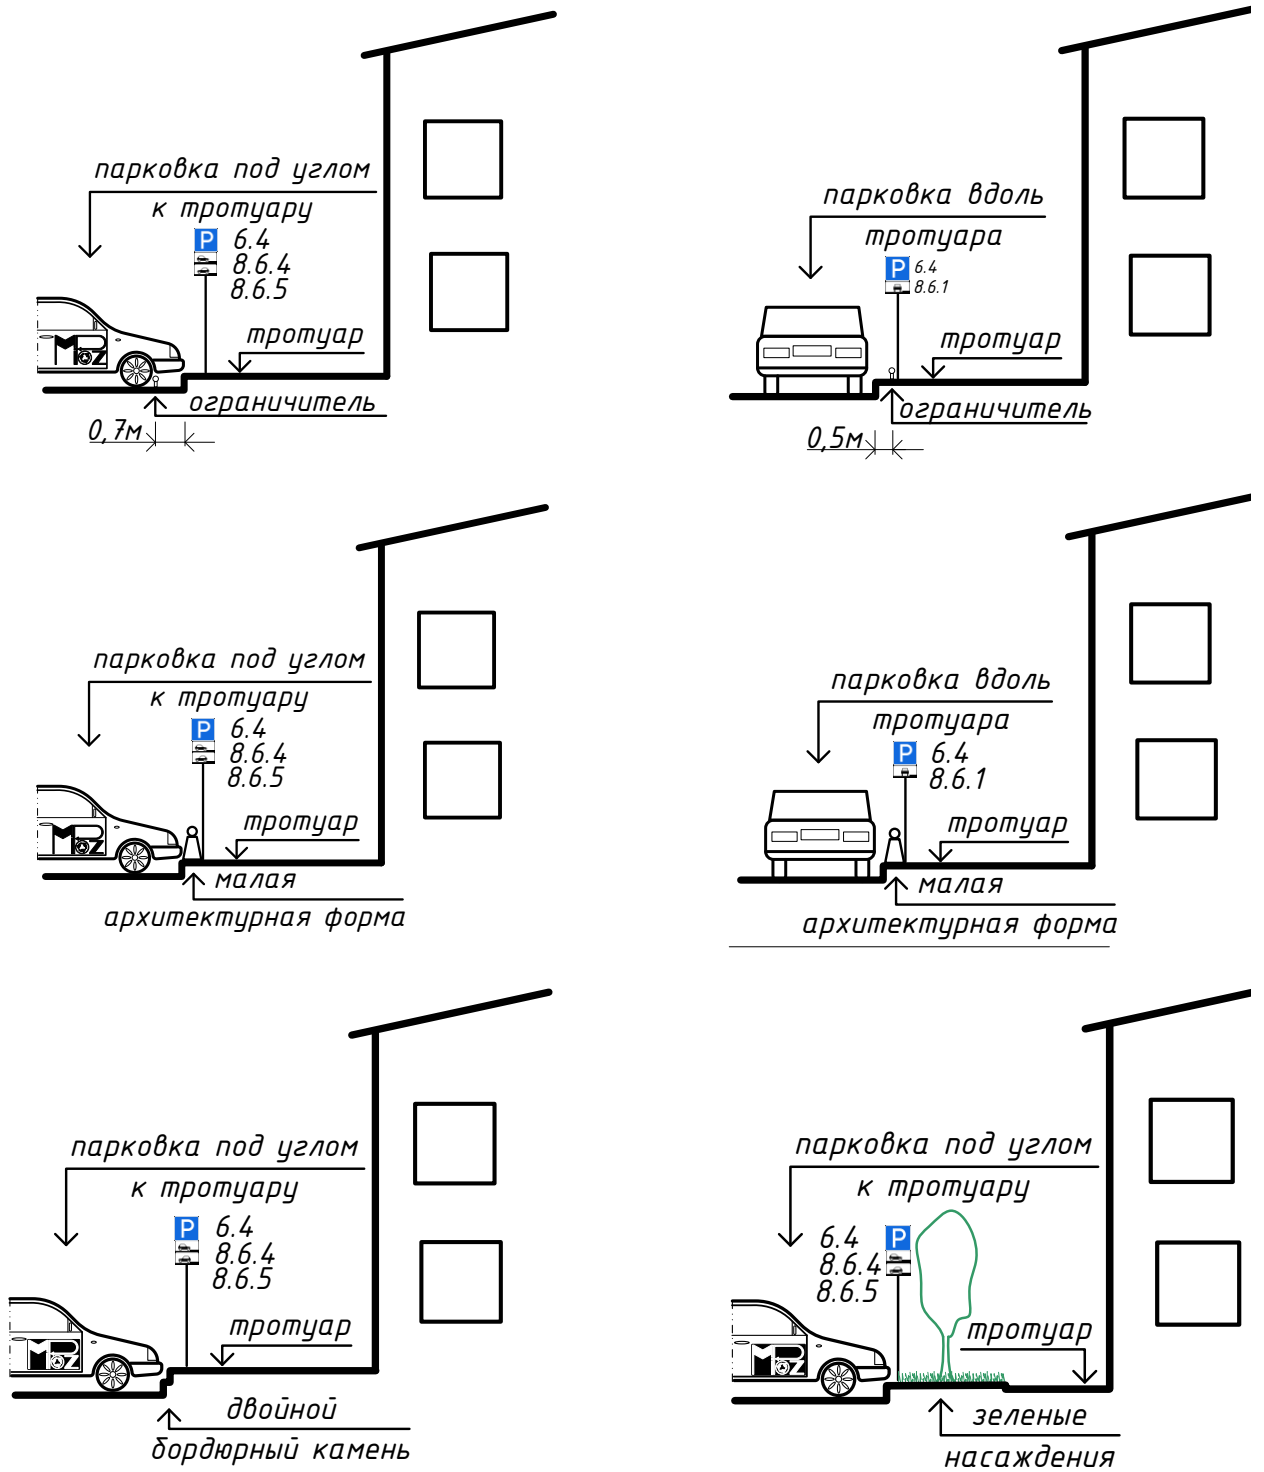 парковка под углом
к тротуару
P 6.4
8.6.4
8.6.5
тротуар
ограничитель
0,7м
парковка вдоль
тротуара
P 6.4
8.6.1
тротуар
ограничитель
0,5м
парковка под углом
к тротуару
P 6.4
8.6.4
8.6.5
тротуар
малая
архитектурная форма
парковка вдоль
тротуара
P 6.4
8.6.1
тротуар
малая
архитектурная форма
парковка под углом
к тротуару
P 6.4
8.6.4
8.6.5
тротуар
двойной
бордюрный камень
парковка под углом
к тротуару
6.4 P
8.6.4
8.6.5
тротуар
зеленые
насаждения